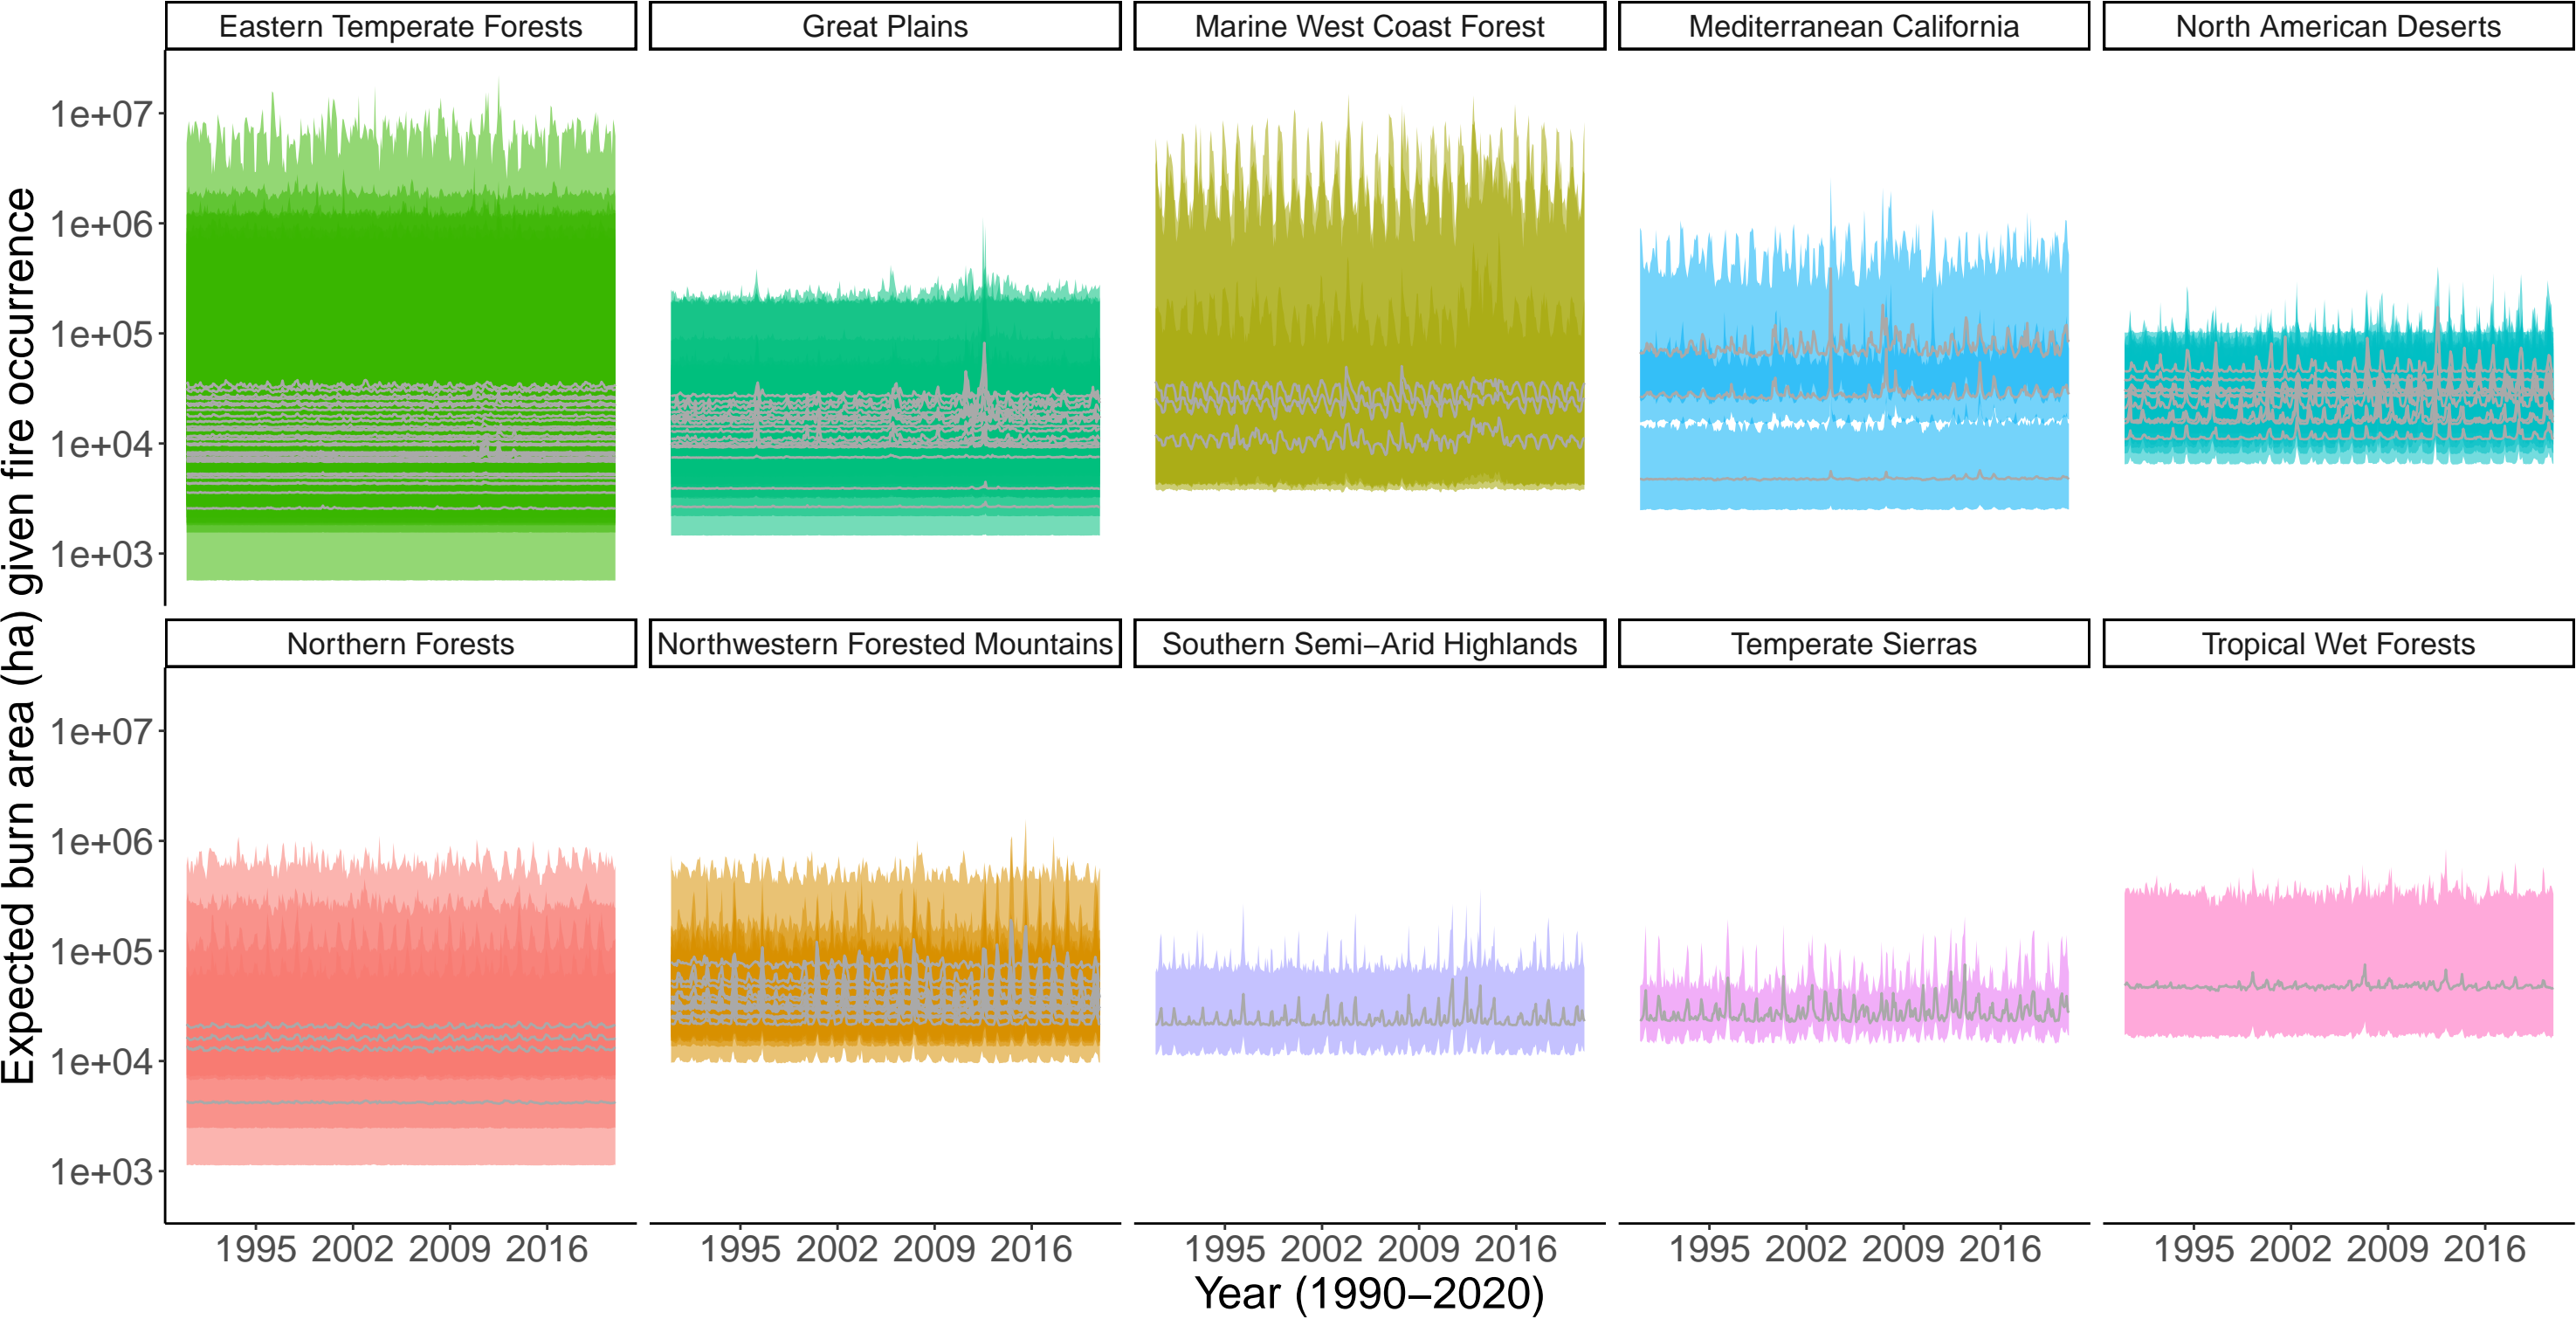 Eastern Temperate Forests
Great Plains
Marine West Coast Forest
Mediterranean California
North American Deserts
1e+07
1e+06
1e+05
1e+04
1e+03
Northern Forests
Northwestern Forested Mountains
Southern Semi−Arid Highlands
Temperate Sierras
Tropical Wet Forests
1e+07
1e+06
1e+05
1e+04
1e+03
1995 2002 2009 2016
1995 2002 2009 2016
1995 2002 2009 2016
1995 2002 2009 2016
1995 2002 2009 2016
Year (1990−2020)
Expected burn area (ha) given fire occurrence